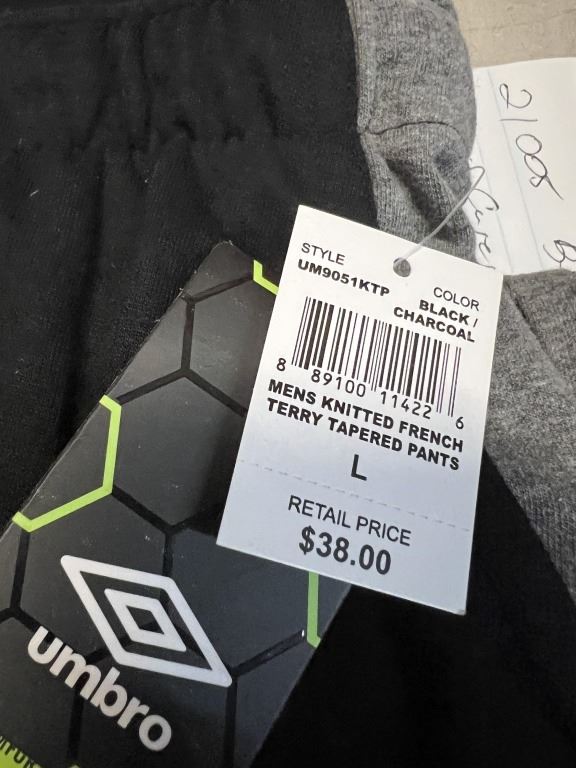 STYLE
UM9051KTP
COLOR
BLACK /
CHARCOAL
8 89100 11422 6
MENS KNITTED FRENCH
TERRY TAPERED PANTS
L
RETAIL PRICE
$38.00
umbro